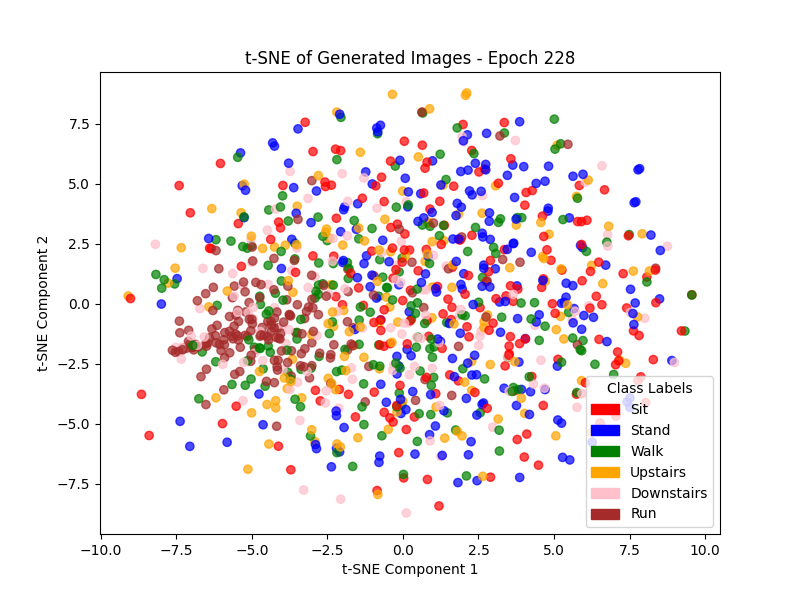 t-SNE of Generated Images - Epoch 228
t-SNE Component 2
7.5
5.0
2.5
0.0
−2.5
−5.0
−7.5
Class Labels
Sit
Stand
Walk
Upstairs
Downstairs
Run
−10.0 −7.5 −5.0 −2.5 0.0 2.5 5.0 7.5 10.0
t-SNE Component 1